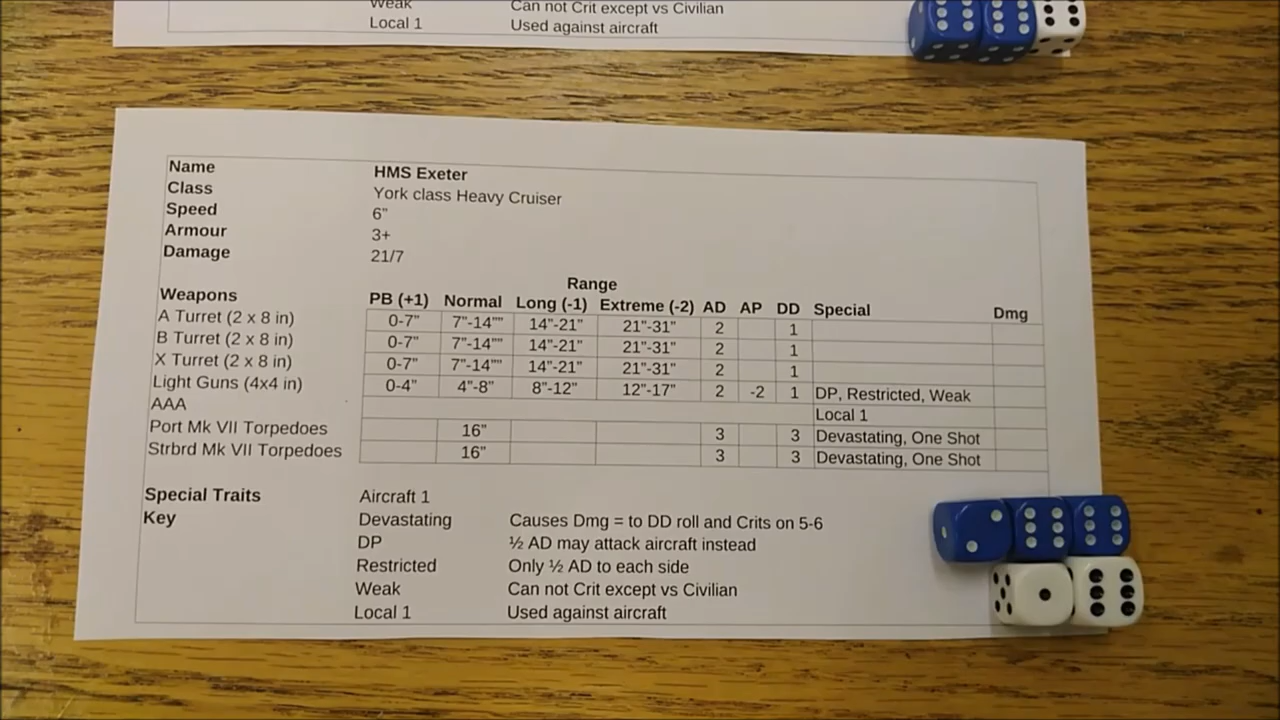 Weak Can not Crit except vs Civilian
Local 1 Used against aircraft
Name HMS Exeter
Class York class Heavy Cruiser
Speed 6"
Armour 3+
Damage 21/7
Range
Weapons PB (+1) Normal Long (-1) Extreme (-2) AD AP DD Special Dmg
A Turret (2 x 8 in) 0-7" 7"-14"" 14"-21" 21"-31" 2 1
B Turret (2 x 8 in) 0-7" 7"-14"" 14"-21" 21"-31" 2 1
X Turret (2 x 8 in) 0-7" 7"-14"" 14"-21" 21"-31" 2 1
Light Guns (4x4 in) 0-4" 4"-8" 8"-12" 12"-17" 2 -2 1 DP, Restricted, Weak
AAA Local 1
Port Mk VII Torpedoes 16" 3 3 Devastating, One Shot
Strbrd Mk VII Torpedoes 16" 3 3 Devastating, One Shot
Special Traits Aircraft 1
Key Devastating Causes Dmg = to DD roll and Crits on 5-6
DP ½ AD may attack aircraft instead
Restricted Only ½ AD to each side
Weak Can not Crit except vs Civilian
Local 1 Used against aircraft